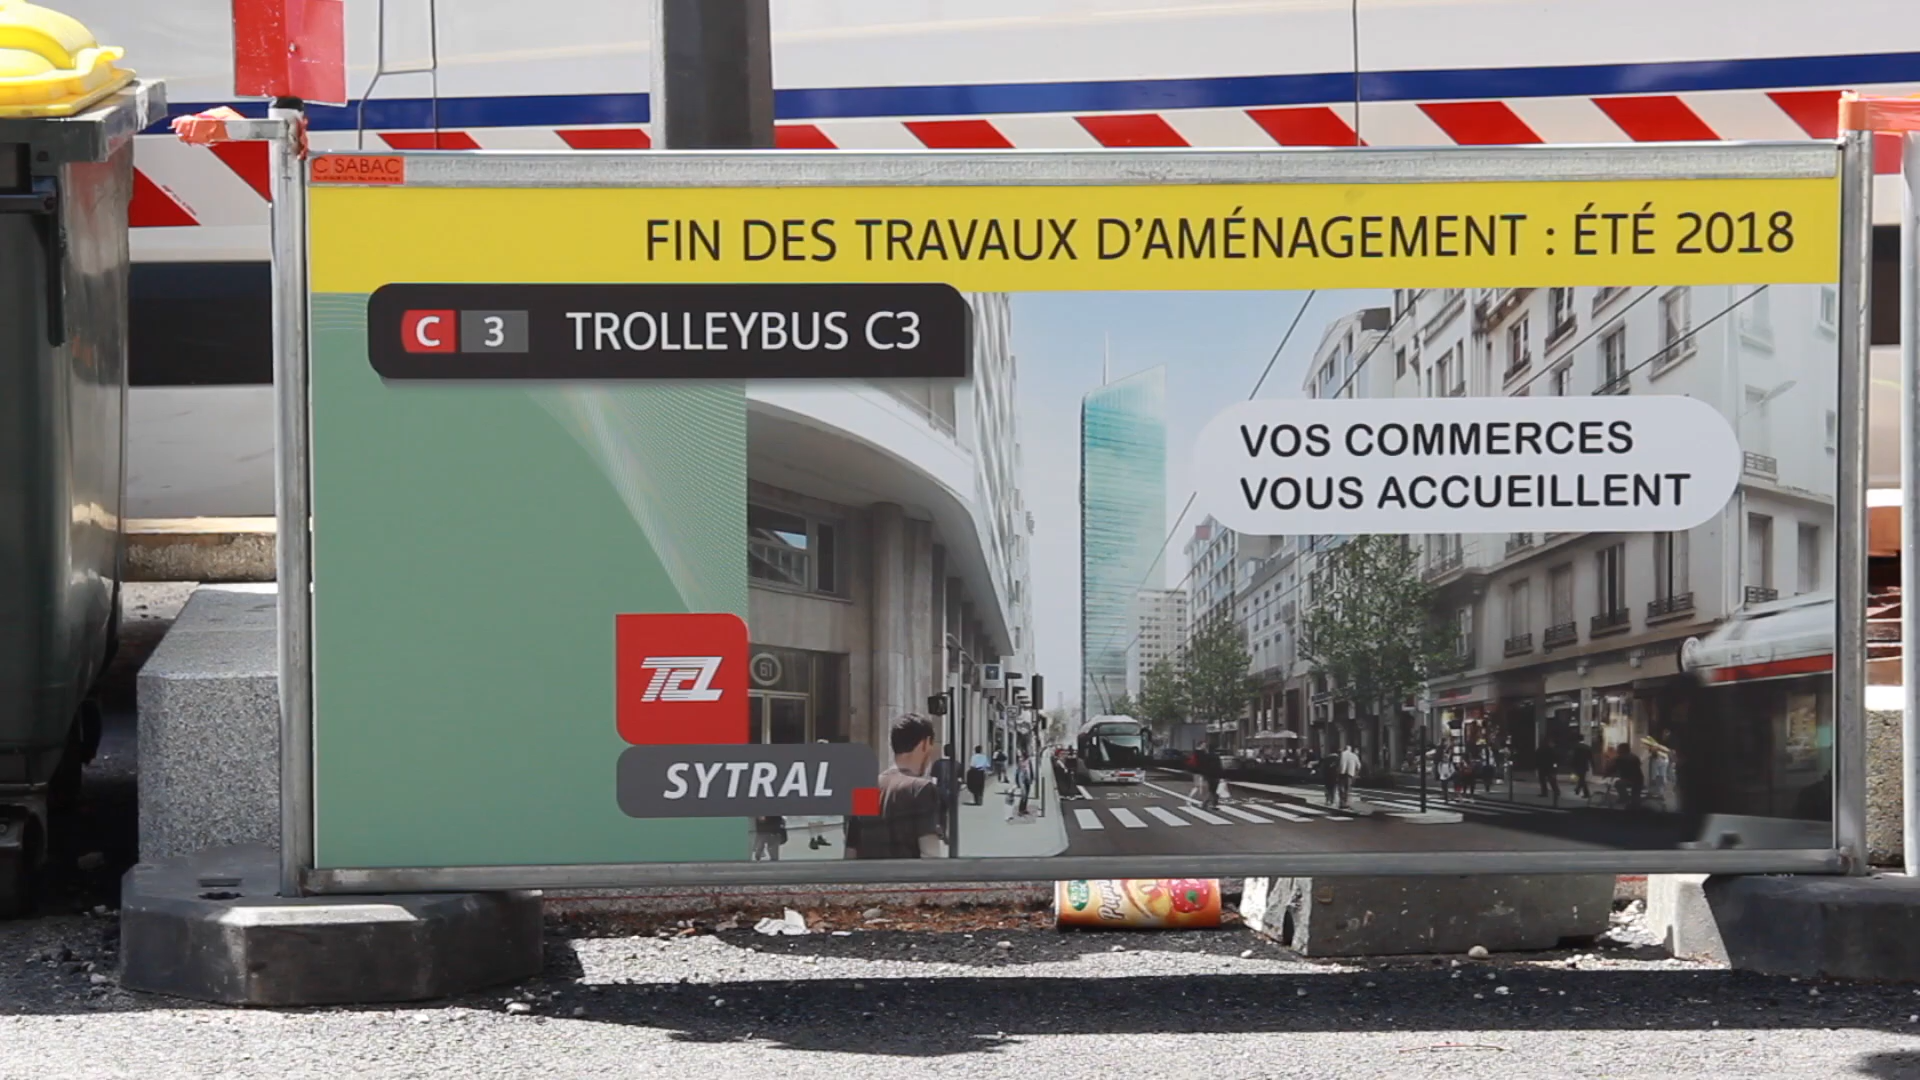 C SABAC
FIN DES TRAVAUX D'AMÉNAGEMENT : ÉTÉ 2018
C 3 TROLLEYBUS C3
VOS COMMERCES
VOUS ACCUEILLENT
61
TCL
SYTRAL